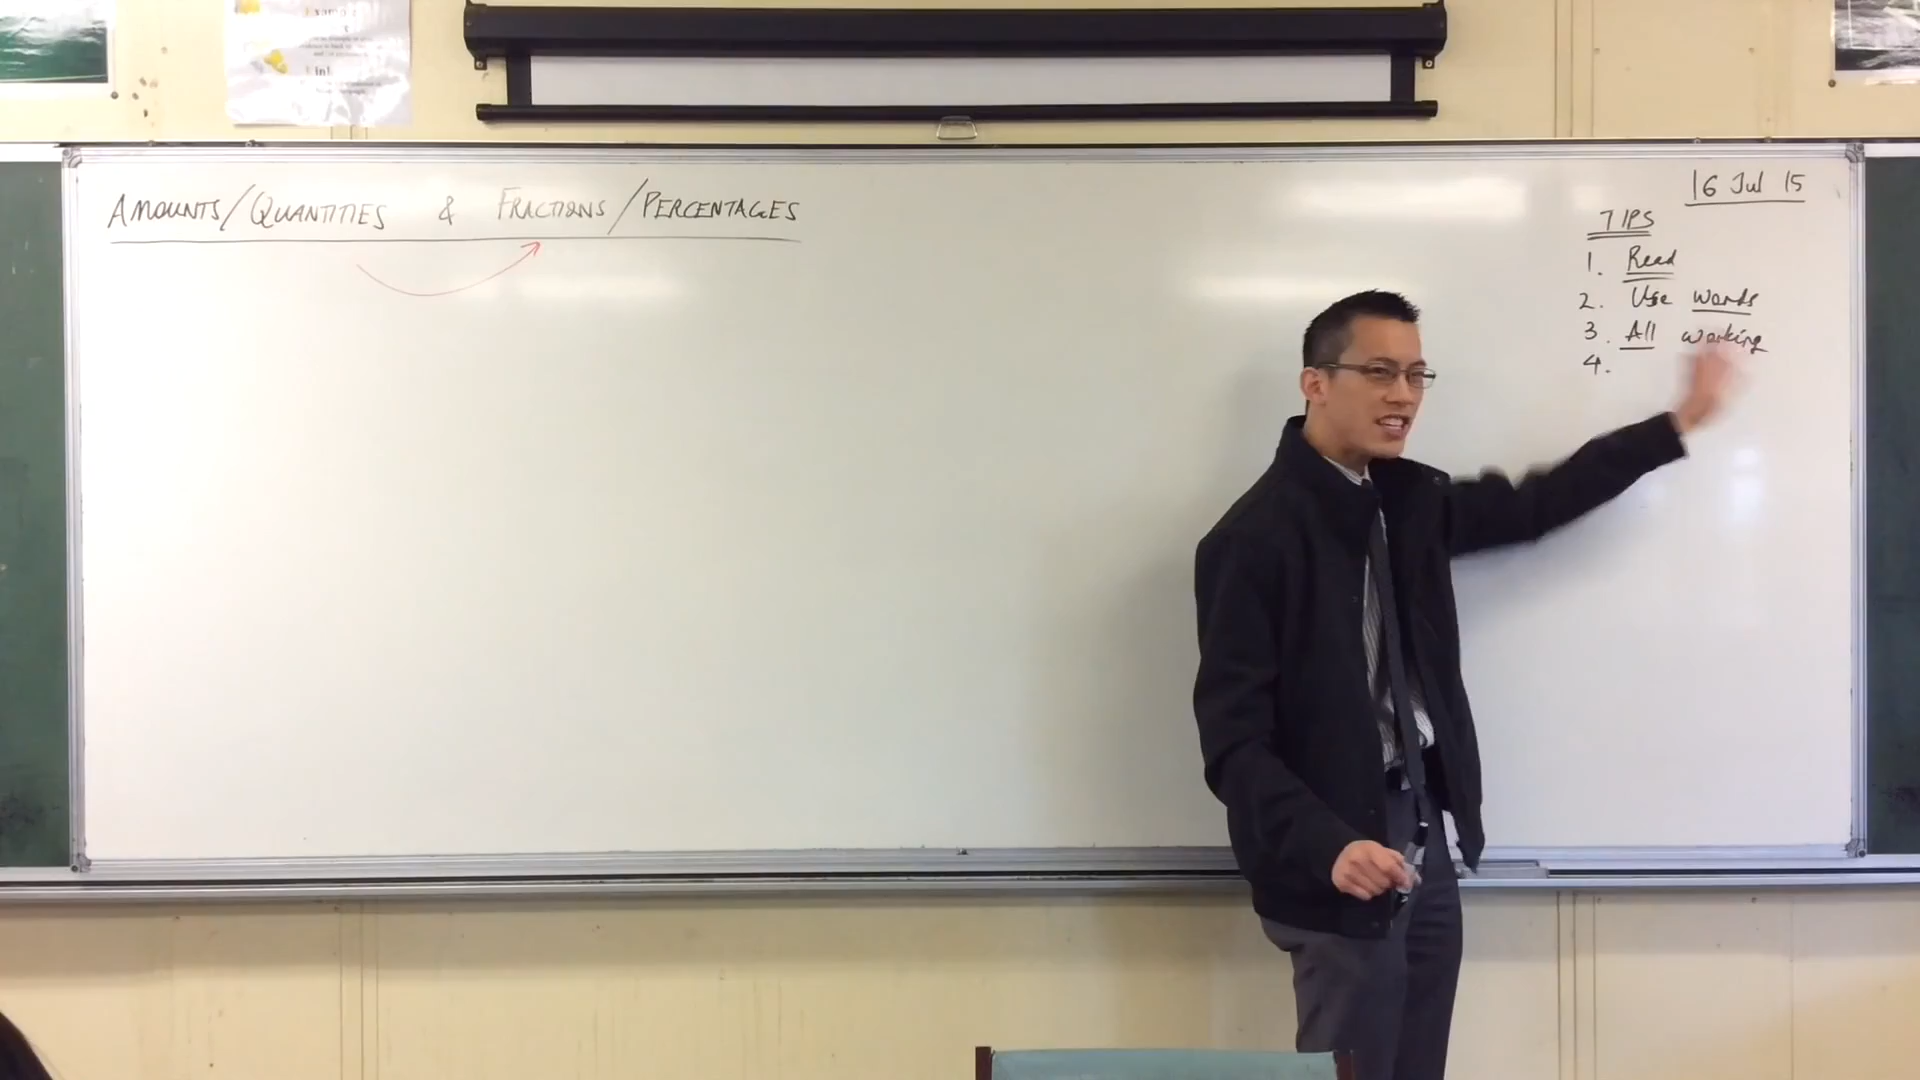 AMOUNTS/QUANTITIES & FRACTIONS/PERCENTAGES
16 Jul 15
TIPS
1. Read
2. Use words
3. All working
4.